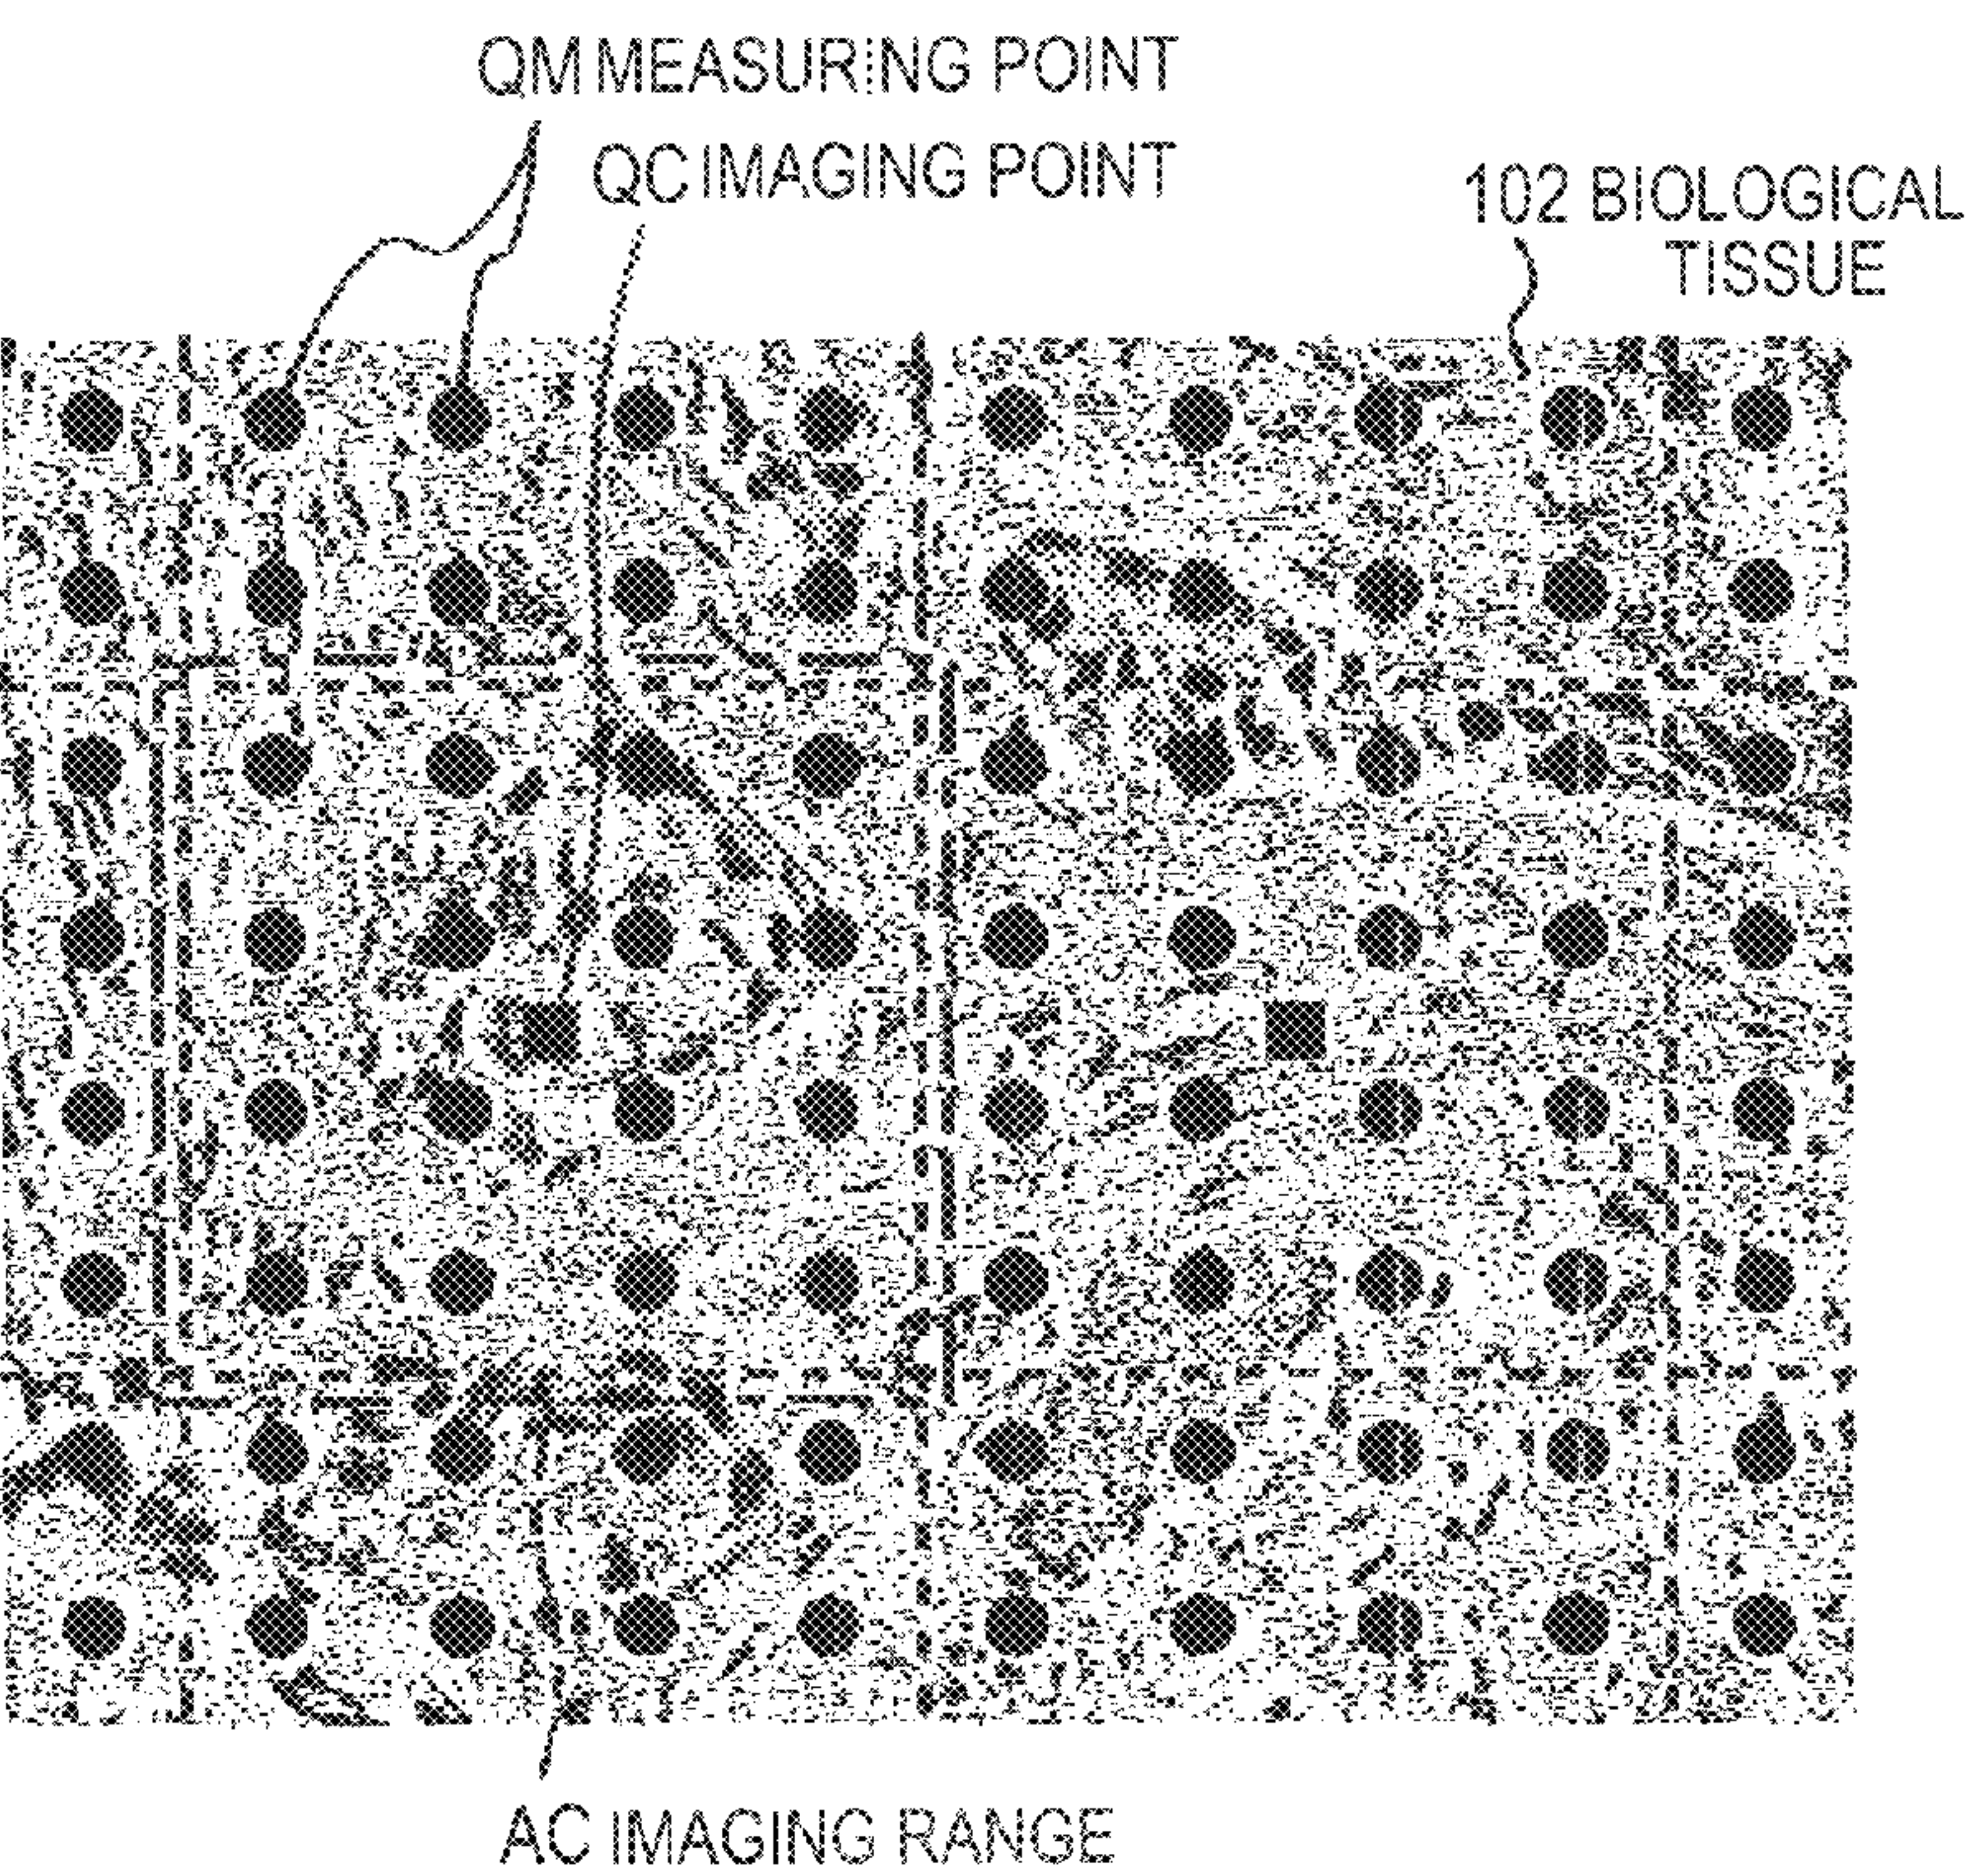 QM MEASURING POINT
QC IMAGING POINT
102 BIOLOGICAL
TISSUE
AC IMAGING RANGE